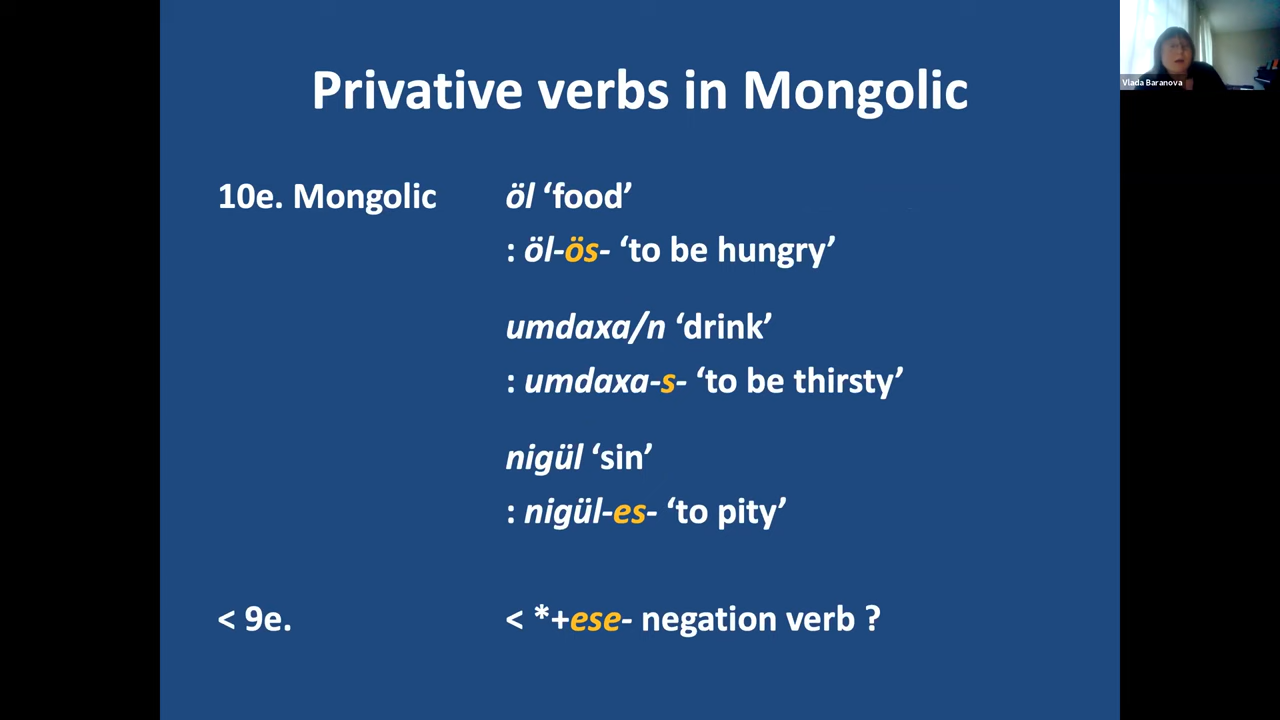 Privative verbs in Mongolic
Vlada Baranova
10e. Mongolic öl ‘food’
: öl-ös- ‘to be hungry’
umdaxa/n ‘drink’
: umdaxa-s- ‘to be thirsty’
nigül ‘sin’
: nigül-es- ‘to pity’
< 9e. < *+ese- negation verb ?